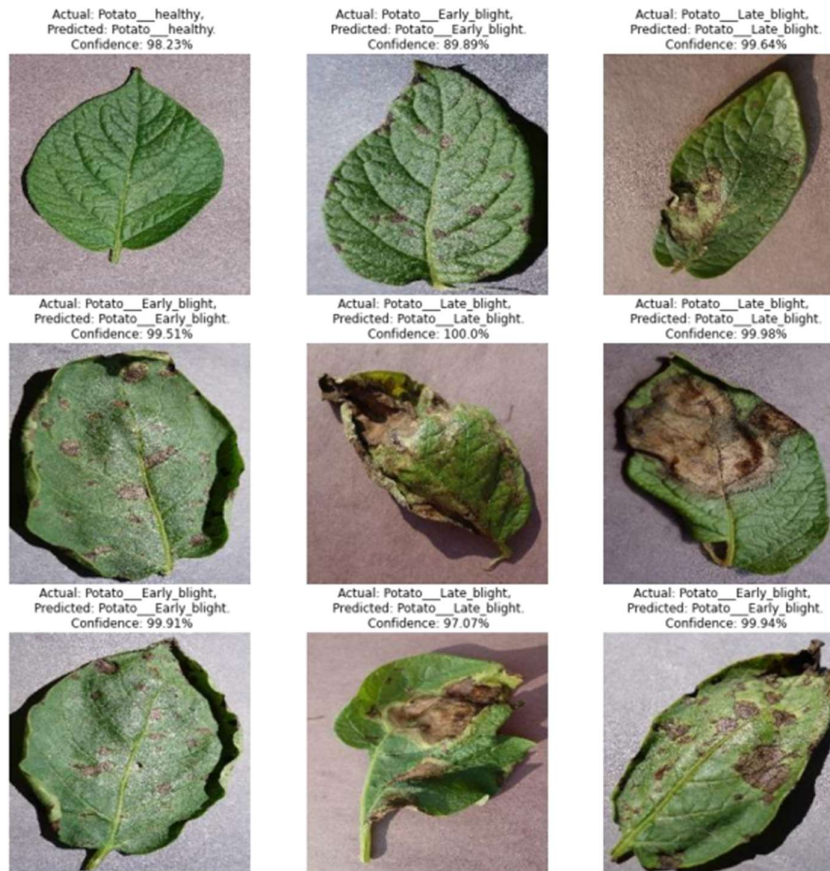 Actual: Potato___healthy,
Predicted: Potato___healthy.
Confidence: 98.23%
Actual: Potato___Early_blight,
Predicted: Potato___Early_blight.
Confidence: 89.89%
Actual: Potato___Late_blight,
Predicted: Potato___Late_blight.
Confidence: 99.64%
Actual: Potato___Early_blight,
Predicted: Potato___Early_blight.
Confidence: 99.51%
Actual: Potato___Late_blight,
Predicted: Potato___Late_blight.
Confidence: 100.0%
Actual: Potato___Late_blight,
Predicted: Potato___Late_blight.
Confidence: 99.98%
Actual: Potato___Early_blight,
Predicted: Potato___Early_blight.
Confidence: 99.91%
Actual: Potato___Late_blight,
Predicted: Potato___Late_blight.
Confidence: 97.07%
Actual: Potato___Early_blight,
Predicted: Potato___Early_blight.
Confidence: 99.94%